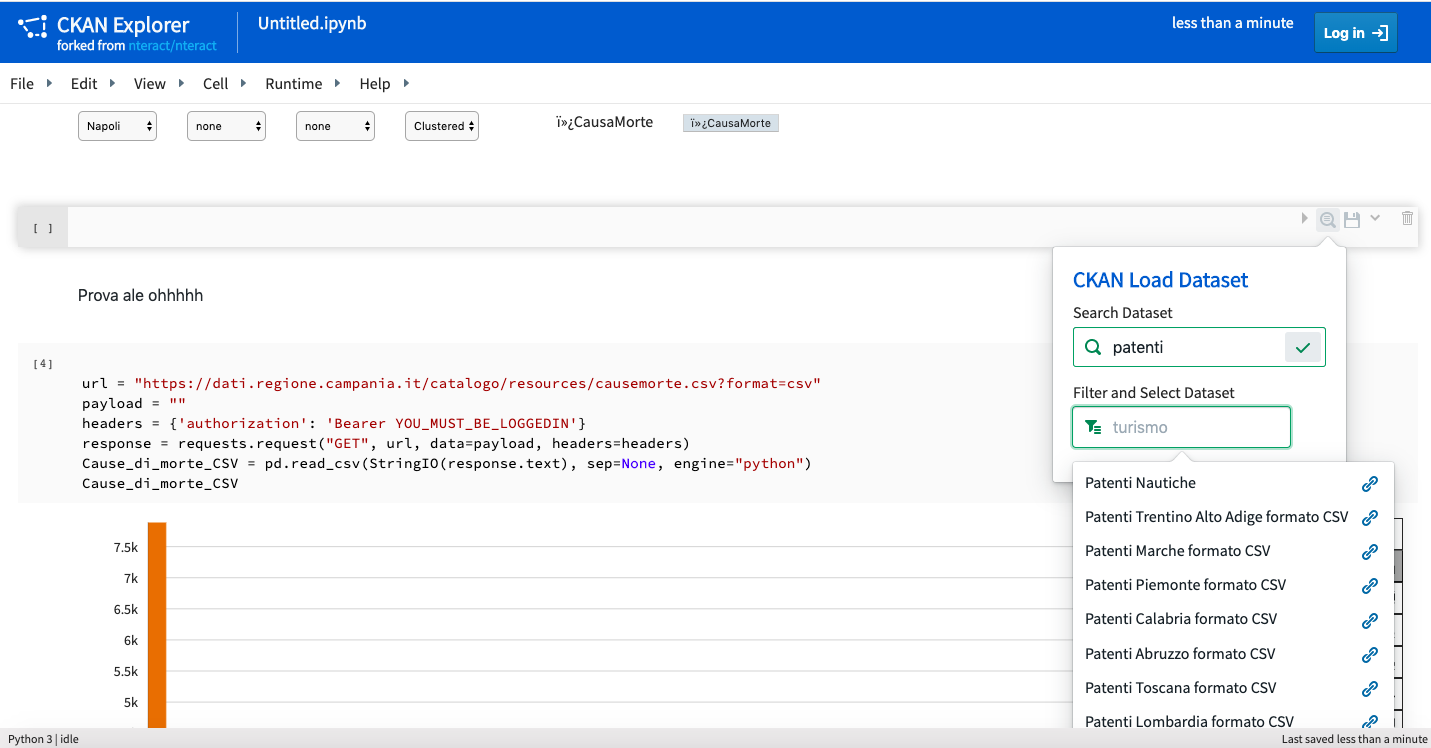 CKAN Explorer
forked from nteract/nteract
Untitled.ipynb
less than a minute
Log in
File Edit View Cell Runtime Help
Napoli none none Clustered
ï»¿CausaMorte ï»¿CausaMorte
[ ]
Prova ale ohhhhh
[4]
url = "https://dati.regione.campania.it/catalogo/resources/causemorte.csv?format=csv"
payload = ""
headers = {'authorization': 'Bearer YOU_MUST_BE_LOGGEDIN'}
response = requests.request("GET", url, data=payload, headers=headers)
Cause_di_morte_CSV = pd.read_csv(StringIO(response.text), sep=None, engine="python")
Cause_di_morte_CSV
7.5k
7k
6.5k
6k
5.5k
5k
CKAN Load Dataset
Search Dataset
patenti
Filter and Select Dataset
turismo
Patenti Nautiche
Patenti Trentino Alto Adige formato CSV
Patenti Marche formato CSV
Patenti Piemonte formato CSV
Patenti Calabria formato CSV
Patenti Abruzzo formato CSV
Patenti Toscana formato CSV
Patenti Lombardia formato CSV
Python 3 | idle
Last saved less than a minute